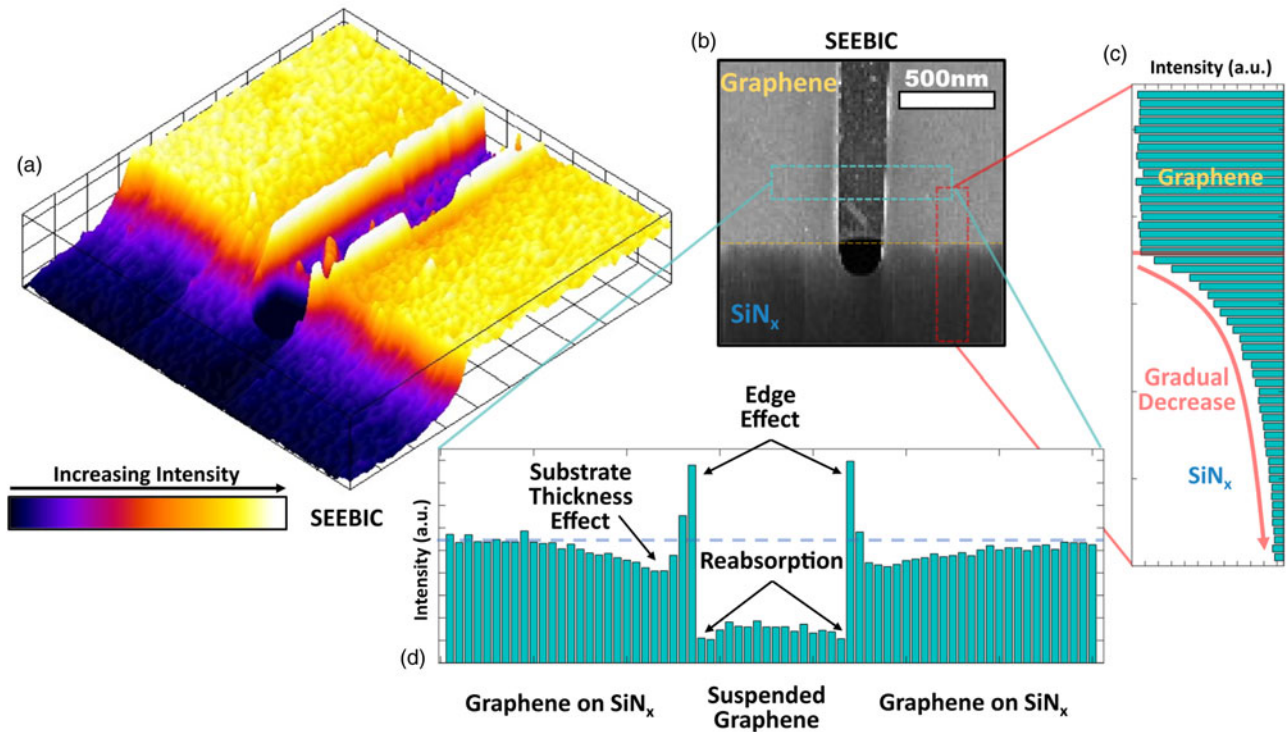 (a)
Increasing Intensity
SEEBIC
(b)
SEEBIC
Graphene
500nm
SiNx
(c)
Intensity (a.u.)
Graphene
Gradual
Decrease
SiNx
Edge
Effect
Substrate
Thickness
Effect
Reabsorption
Intensity (a.u.)
(d)
Graphene on SiNx
Suspended
Graphene
Graphene on SiNx